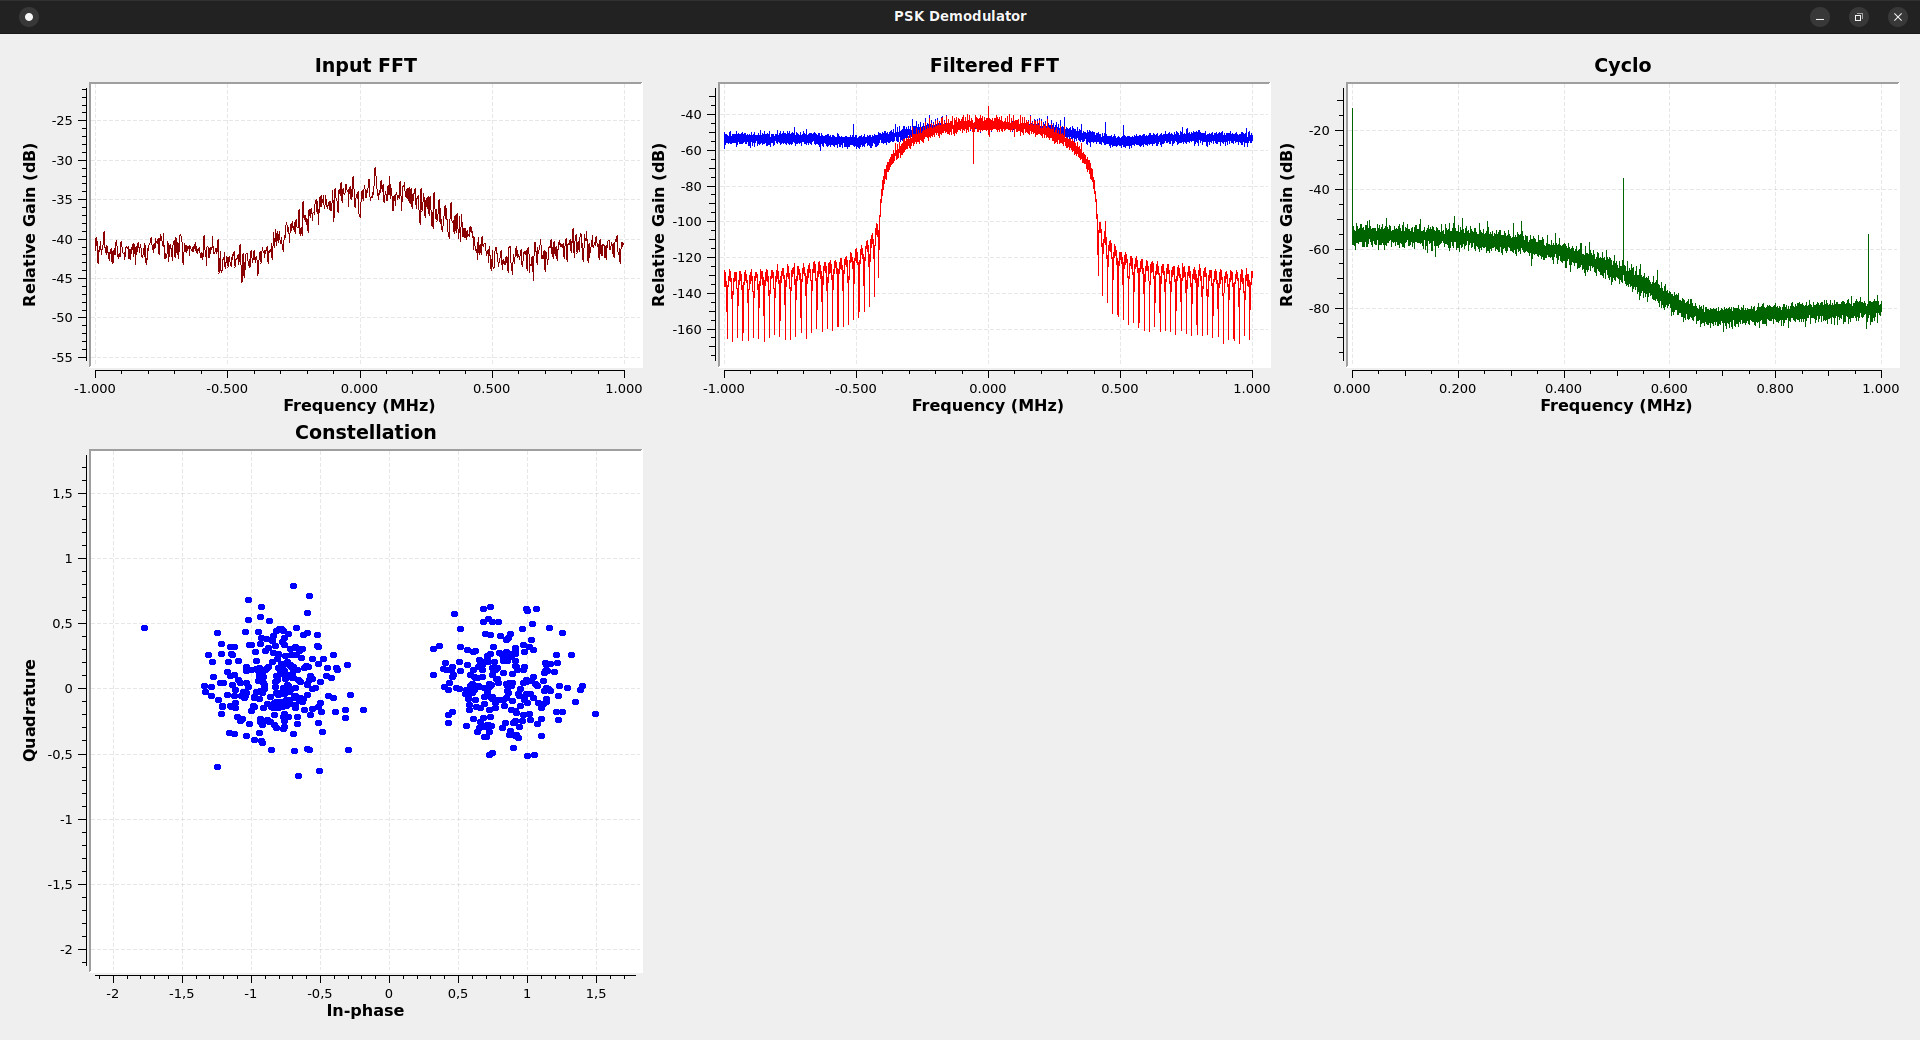 PSK Demodulator
Input FFT
Relative Gain (dB)
-25
-30
-35
-40
-45
-50
-55
-1.000 -0.500 0.000 0.500 1.000
Frequency (MHz)
Filtered FFT
Relative Gain (dB)
-40
-60
-80
-100
-120
-140
-160
-1.000 -0.500 0.000 0.500 1.000
Frequency (MHz)
Cyclo
Relative Gain (dB)
-20
-40
-60
-80
0.000 0.200 0.400 0.600 0.800 1.000
Frequency (MHz)
Constellation
Quadrature
1,5
1
0,5
0
-0,5
-1
-1,5
-2
-2 -1,5 -1 -0,5 0 0,5 1 1,5
In-phase